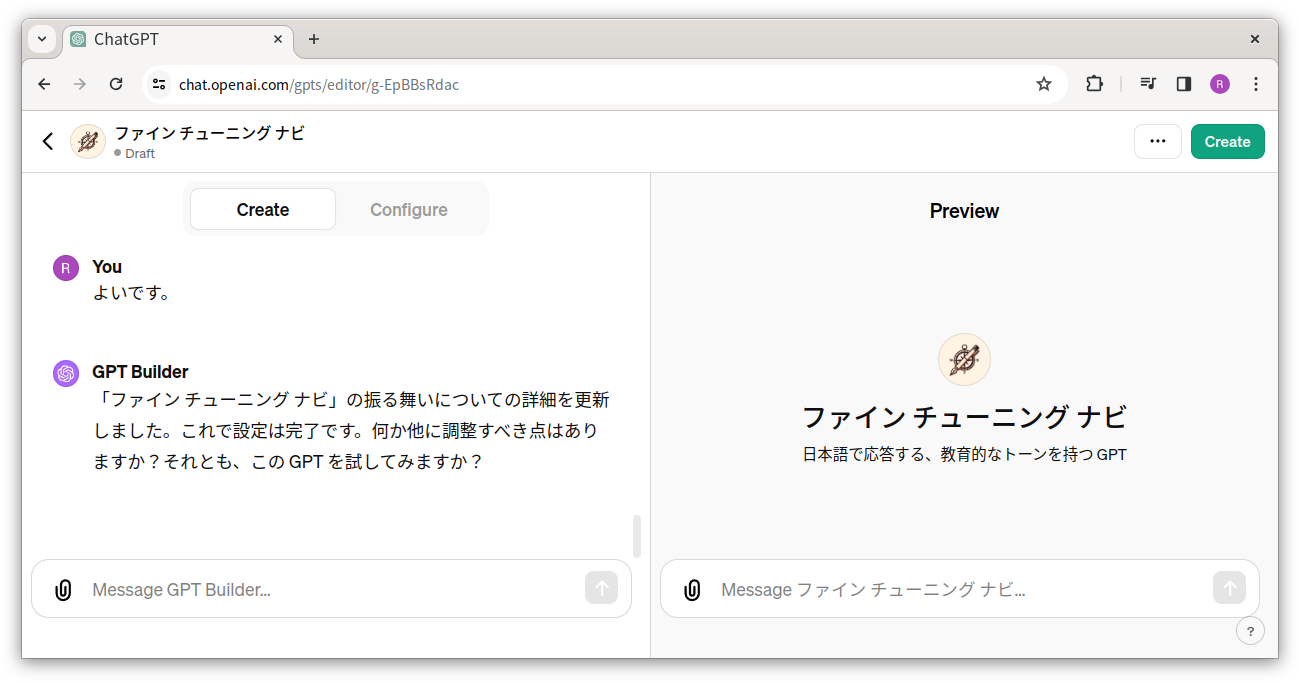 ChatGPT
chat.openai.com/gpts/editor/g-EpBBsRdac
R
ファイン チューニング ナビ
Draft
Create
Create
Configure
Preview
R
You
よいです。
GPT Builder
「ファイン チューニング ナビ」の振る舞いについての詳細を更新
しました。これで設定は完了です。何か他に調整すべき点はあり
ますか？それとも、この GPT を試してみますか？
ファイン チューニング ナビ
日本語で応答する、教育的なトーンを持つ GPT
Message GPT Builder...
Message ファイン チューニング ナビ...
?